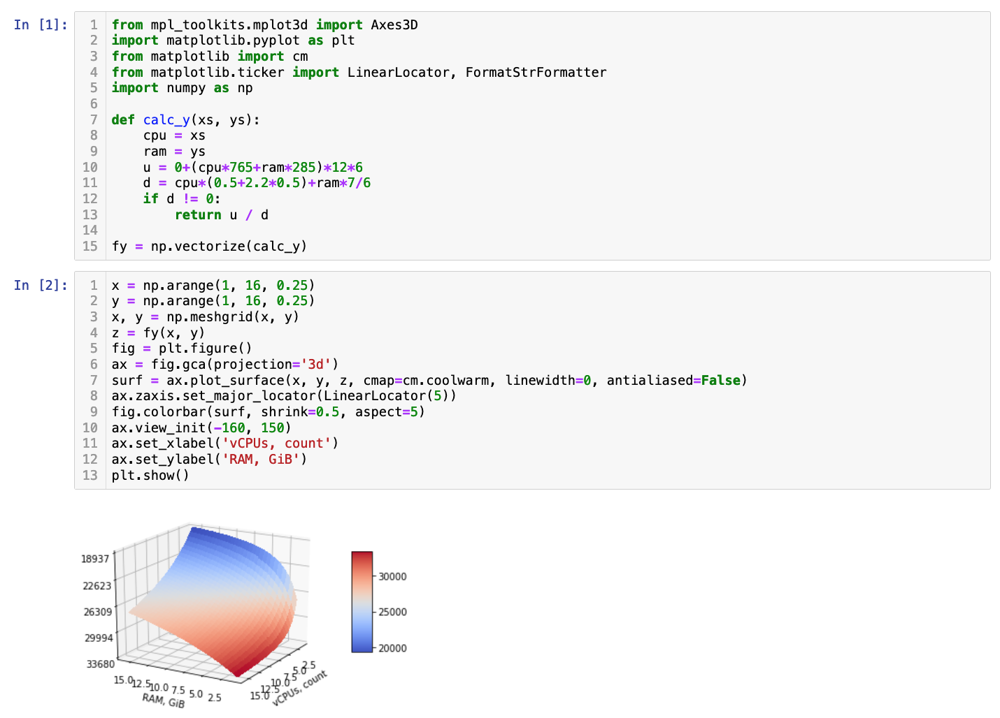 In [1]:
1 from mpl_toolkits.mplot3d import Axes3D
2 import matplotlib.pyplot as plt
3 from matplotlib import cm
4 from matplotlib.ticker import LinearLocator, FormatStrFormatter
5 import numpy as np
6
7 def calc_y(xs, ys):
8     cpu = xs
9     ram = ys
10     u = 0+(cpu*765+ram*285)*12*6
11     d = cpu*(0.5+2.2*0.5)+ram*7/6
12     if d != 0:
13         return u / d
14
15 fy = np.vectorize(calc_y)
In [2]:
1 x = np.arange(1, 16, 0.25)
2 y = np.arange(1, 16, 0.25)
3 x, y = np.meshgrid(x, y)
4 z = fy(x, y)
5 fig = plt.figure()
6 ax = fig.gca(projection='3d')
7 surf = ax.plot_surface(x, y, z, cmap=cm.coolwarm, linewidth=0, antialiased=False)
8 ax.zaxis.set_major_locator(LinearLocator(5))
9 fig.colorbar(surf, shrink=0.5, aspect=5)
10 ax.view_init(-160, 150)
11 ax.set_xlabel('vCPUs, count')
12 ax.set_ylabel('RAM, GiB')
13 plt.show()
18937
22623
26309
29994
33680
15.0 12.5 10.0 7.5 5.0 2.5
RAM, GiB
15.0 12.5 10.0 7.5 5.0 2.5
vCPUs, count
30000
25000
20000